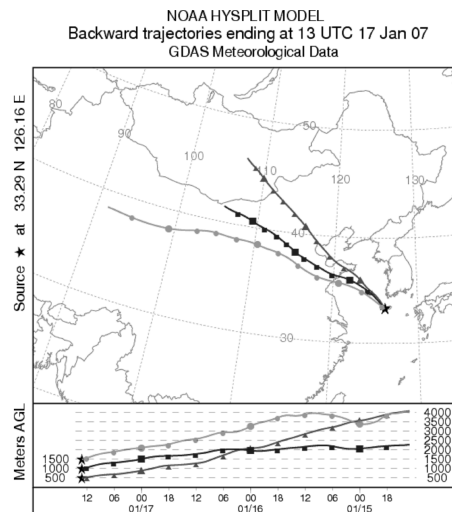 NOAA HYSPLIT MODEL
Backward trajectories ending at 13 UTC 17 Jan 07
GDAS Meteorological Data
Source ★ at 33.29 N 126.16 E
80
90
100
50
110
120
130
40
30
Meters AGL
1500
1000
500
4000
3500
3000
2500
2000
1500
1000
500
12 06 00 18 12 06 00 18 12 06 00 18
01/17 01/16 01/15